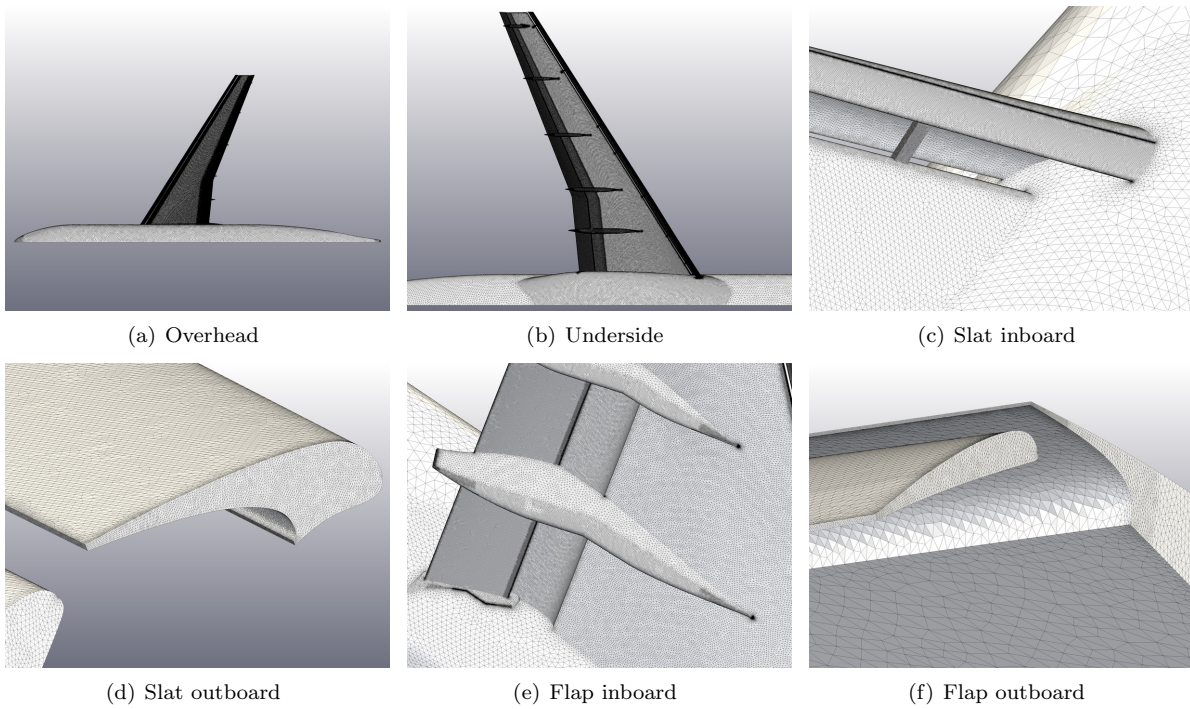 (a) Overhead
(b) Underside
(c) Slat inboard
(d) Slat outboard
(e) Flap inboard
(f) Flap outboard